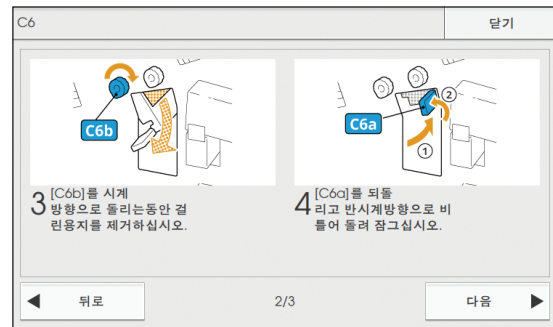 C6
닫기
C6b
C6a
②
①
3
[C6b]를 시계
방향으로 돌리는동안 걸
린용지를 제거하십시오.
4
[C6a]를 되돌
리고 반시계방향으로 비
틀어 돌려 잠그십시오.
뒤로
2/3
다음